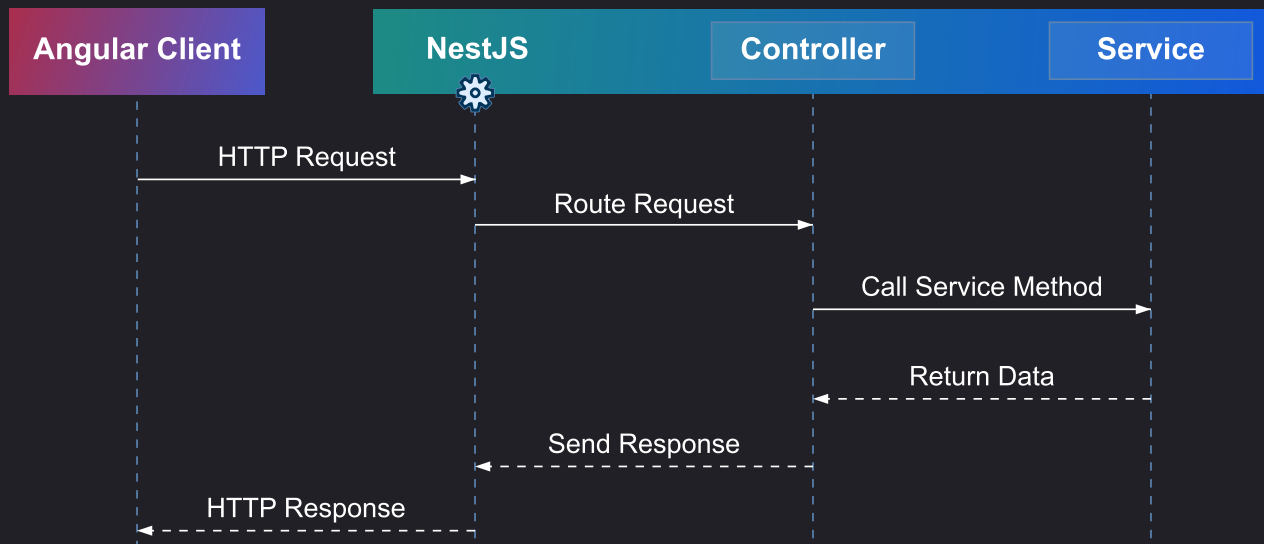 Angular Client
NestJS
Controller
Service
HTTP Request
Route Request
Call Service Method
Return Data
Send Response
HTTP Response